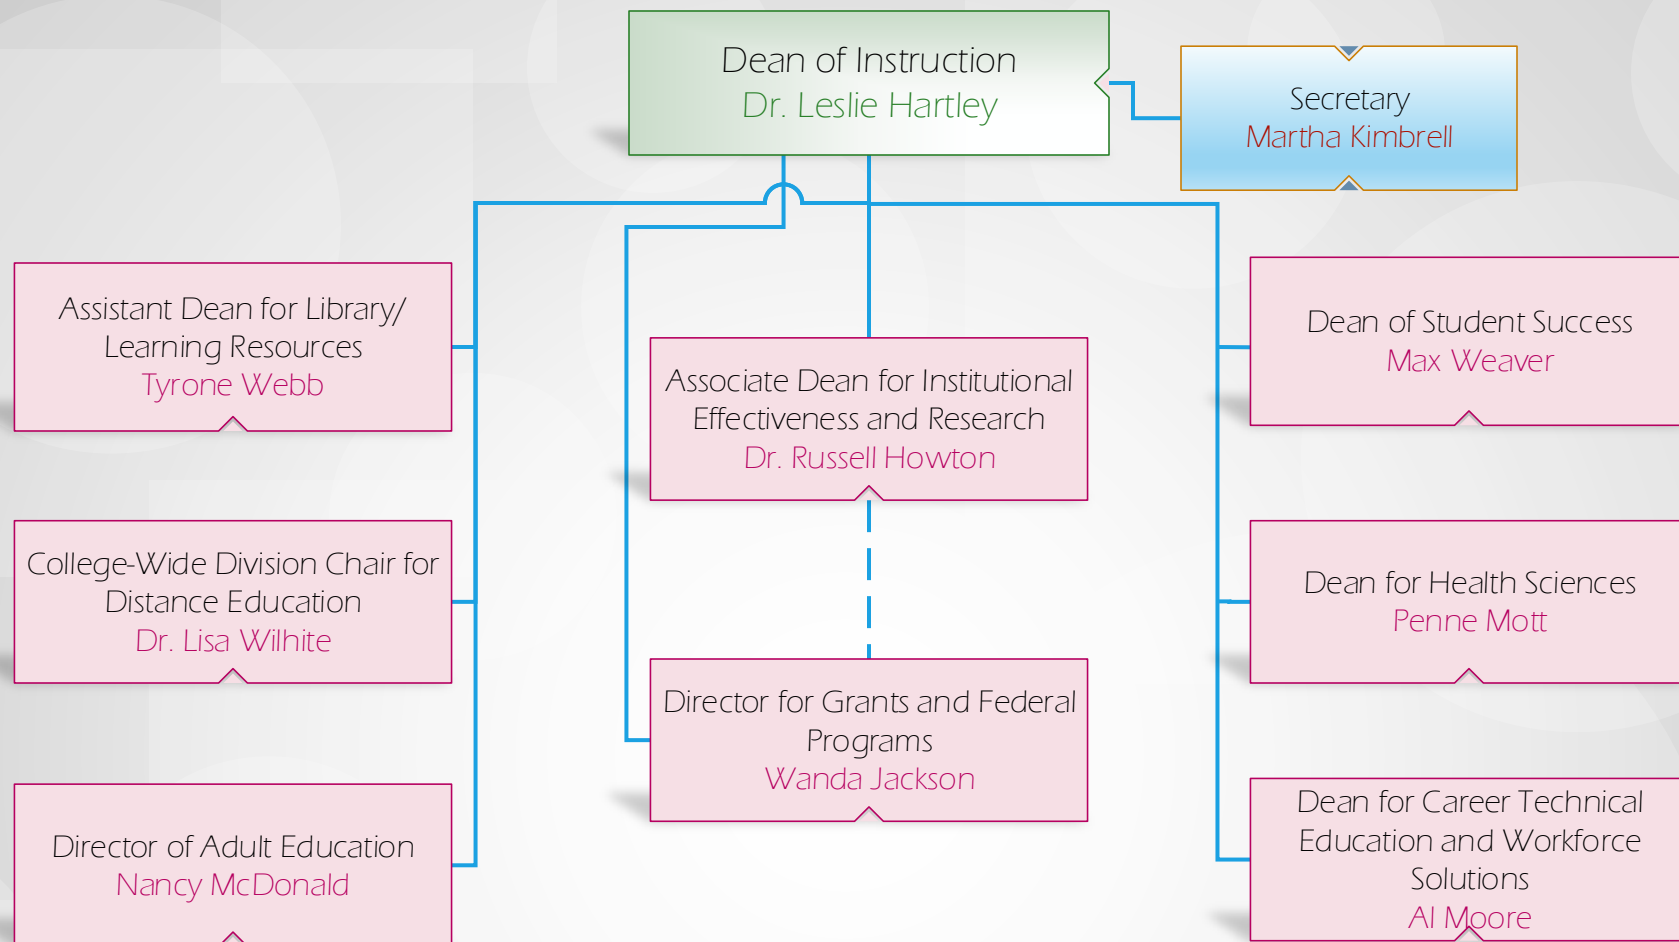 Dean of Instruction
Dr. Leslie Hartley
Secretary
Martha Kimbrell
Assistant Dean for Library/
Learning Resources
Tyrone Webb
Associate Dean for Institutional
Effectiveness and Research
Dr. Russell Howton
Dean of Student Success
Max Weaver
College-Wide Division Chair for
Distance Education
Dr. Lisa Wilhite
Dean for Health Sciences
Penne Mott
Director for Grants and Federal
Programs
Wanda Jackson
Director of Adult Education
Nancy McDonald
Dean for Career Technical
Education and Workforce
Solutions
Al Moore